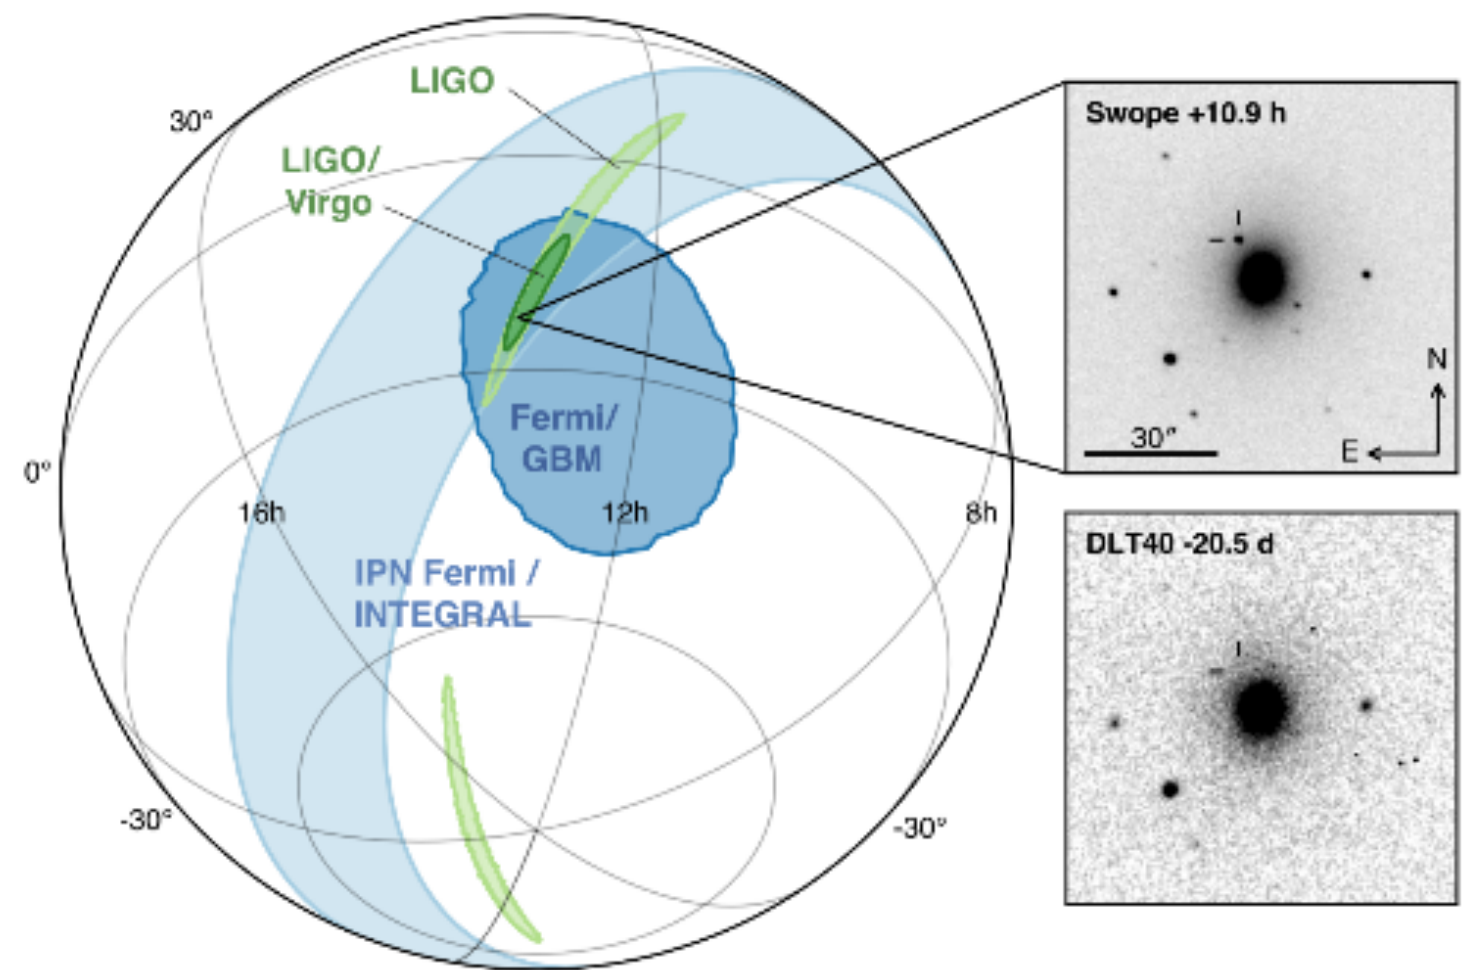 LIGO
30°
LIGO/
Virgo
Fermi/
GBM
0°
16h
12h
8h
IPN Fermi /
INTEGRAL
-30°
-30°
Swope +10.9 h
N
30"
E
DLT40 -20.5 d